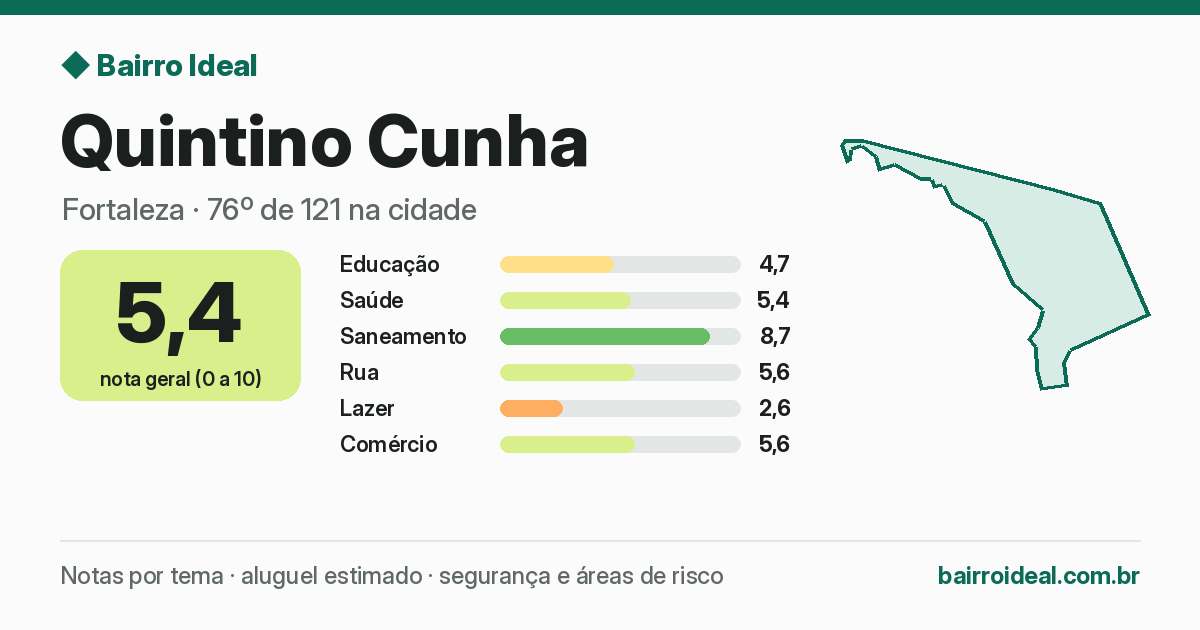 Bairro Ideal
Quintino Cunha
Fortaleza · 76º de 121 na cidade
5,4
nota geral (0 a 10)
Educação 4,7
Saúde 5,4
Saneamento 8,7
Rua 5,6
Lazer 2,6
Comércio 5,6
Notas por tema · aluguel estimado · segurança e áreas de risco
bairroideal.com.br